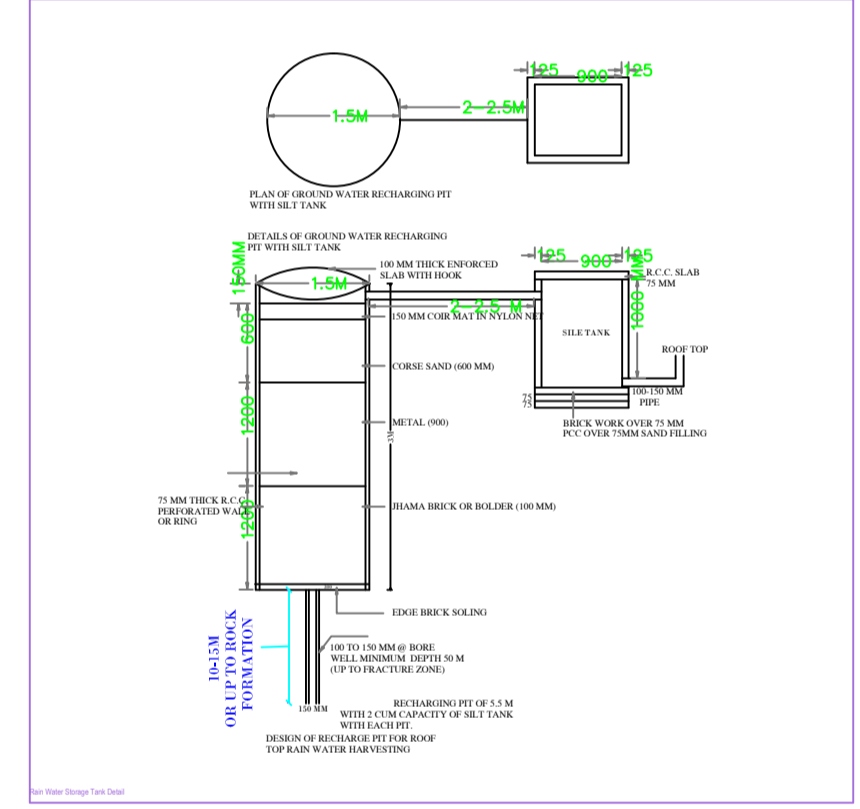 125
900
125
1.5M
2-2.5M
PLAN OF GROUND WATER RECHARGING PIT
WITH SILT TANK
DETAILS OF GROUND WATER RECHARGING
PIT WITH SILT TANK
150MM
100 MM THICK ENFORCED
SLAB WITH HOOK
1.5M
125
900
125
R.C.C. SLAB
75 MM
2-2.5 M
1000 MM
150 MM COIR MAT IN NYLON NET
600
SILE TANK
ROOF TOP
CORSE SAND (600 MM)
100-150 MM
PIPE
75
75
1200
METAL (900)
3M
BRICK WORK OVER 75 MM
PCC OVER 75MM SAND FILLING
75 MM THICK R.C.C
PERFORATED WALL
OR RING
1200
JHAMA BRICK OR BOLDER (100 MM)
EDGE BRICK SOLING
10-15M
OR UP TO ROCK
FORMATION
100 TO 150 MM @ BORE
WELL MINIMUM DEPTH 50 M
(UP TO FRACTURE ZONE)
150 MM
RECHARGING PIT OF 5.5 M
WITH 2 CUM CAPACITY OF SILT TANK
WITH EACH PIT.
DESIGN OF RECHARGE PIT FOR ROOF
TOP RAIN WATER HARVESTING
Rain Water Storage Tank Detail